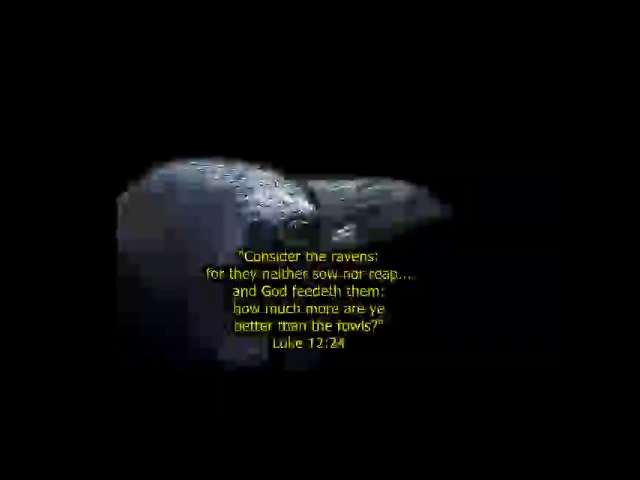 "Consider the ravens:
for they neither sow nor reap...
and God feedeth them:
how much more are ye
better than the fowls?"
Luke 12:24